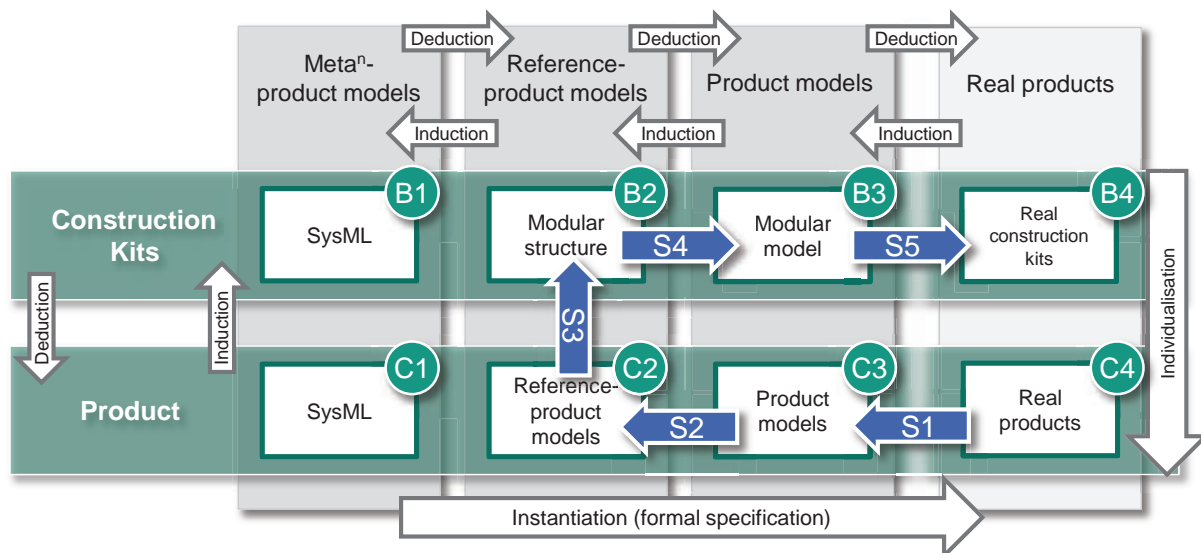 Deduction
Deduction
Deduction
Metaⁿ-
product models
Reference-
product models
Product models
Real products
Induction
Induction
Induction
Construction
Kits
B1
SysML
B2
Modular
structure
S4
B3
Modular
model
S5
B4
Real
construction
kits
Deduction
Induction
S3
Individualisation
Product
C1
SysML
C2
Reference-
product
models
S2
C3
Product
models
S1
C4
Real
products
Instantiation (formal specification)